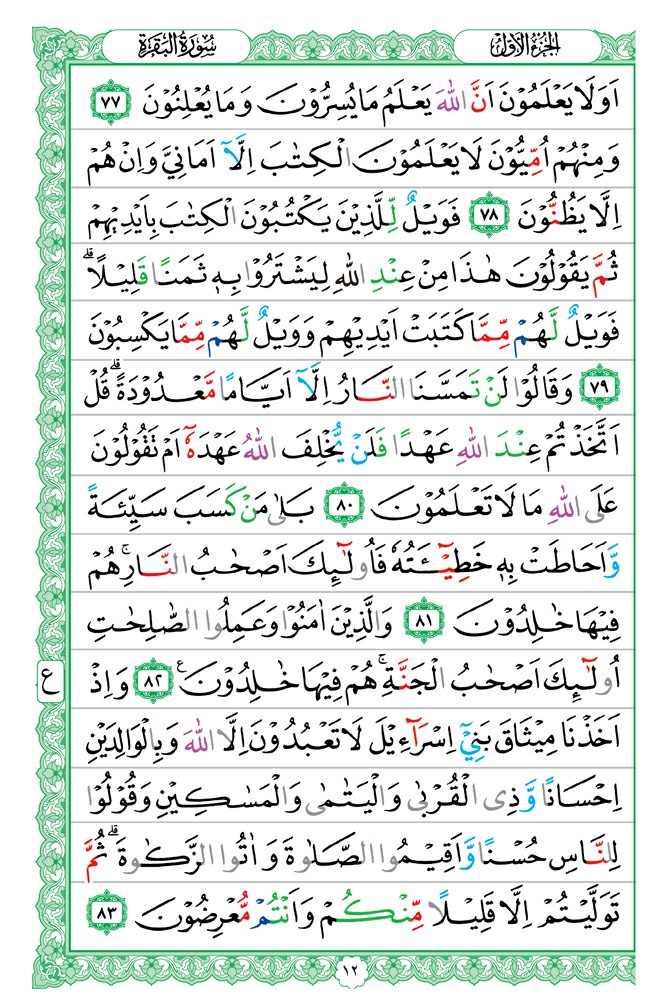 الجزء الاول
سورة البقرة
اَوَلَا يَعْلَمُوْنَ اَنَّ اللّٰهَ يَعْلَمُ مَا يُسِرُّوْنَ وَمَا يُعْلِنُوْنَ ٧٧
وَمِنْهُمْ اُمِّيُّوْنَ لَا يَعْلَمُوْنَ الْكِتٰبَ اِلَّآ اَمَانِيَّ وَاِنْ هُمْ
اِلَّا يَظُنُّوْنَ ٧٨ فَوَيْلٌ لِّلَّذِيْنَ يَكْتُبُوْنَ الْكِتٰبَ بِاَيْدِيْهِمْ
ثُمَّ يَقُوْلُوْنَ هٰذَا مِنْ عِنْدِ اللّٰهِ لِيَشْتَرُوْا بِهٖ ثَمَنًا قَلِيْلًاۗ
فَوَيْلٌ لَّهُمْ مِّمَّا كَتَبَتْ اَيْدِيْهِمْ وَوَيْلٌ لَّهُمْ مِّمَّا يَكْسِبُوْنَ
٧٩ وَقَالُوْا لَنْ تَمَسَّنَا النَّارُ اِلَّآ اَيَّامًا مَّعْدُوْدَةًۗ قُلْ
اَتَّخَذْتُمْ عِنْدَ اللّٰهِ عَهْدًا فَلَنْ يُّخْلِفَ اللّٰهُ عَهْدَهٗٓ اَمْ تَقُوْلُوْنَ
عَلَى اللّٰهِ مَا لَا تَعْلَمُوْنَ ٨٠ بَلٰى مَنْ كَسَبَ سَيِّئَةً
وَّاَحَاطَتْ بِهٖ خَطِيْۤـَٔتُهٗ فَاُولٰۤىِٕكَ اَصْحٰبُ النَّارِۚ هُمْ
فِيْهَا خٰلِدُوْنَ ٨١ وَالَّذِيْنَ اٰمَنُوْا وَعَمِلُوا الصّٰلِحٰتِ
اُولٰۤىِٕكَ اَصْحٰبُ الْجَنَّةِۚ هُمْ فِيْهَا خٰلِدُوْنَ ࣖ ٨٢ وَاِذْ
ع
اَخَذْنَا مِيْثَاقَ بَنِيْٓ اِسْرَاۤءِيْلَ لَا تَعْبُدُوْنَ اِلَّا اللّٰهَ وَبِالْوَالِدَيْنِ
اِحْسَانًا وَّذِى الْقُرْبٰى وَالْيَتٰمٰى وَالْمَسٰكِيْنِ وَقُوْلُوْا
لِلنَّاسِ حُسْنًا وَّاَقِيْمُوا الصَّلٰوةَ وَاٰتُوا الزَّكٰوةَۗ ثُمَّ
تَوَلَّيْتُمْ اِلَّا قَلِيْلًا مِّنْكُمْ وَاَنْتُمْ مُّعْرِضُوْنَ ٨٣
١٢